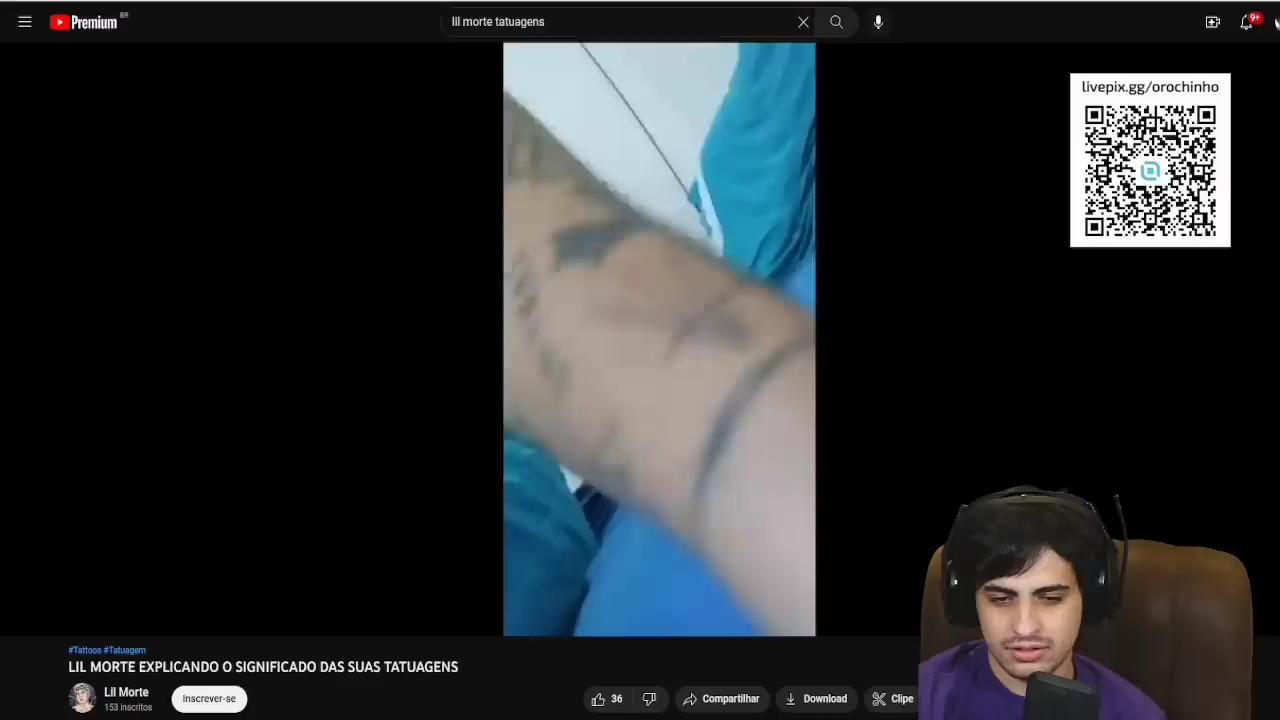 Premium BR
lil morte tatuagens
9+
livepix.gg/orochinho
#Tattoos #Tatuagem
LIL MORTE EXPLICANDO O SIGNIFICADO DAS SUAS TATUAGENS
Lil Morte
153 inscritos
Inscrever-se
36
Compartilhar
Download
Clipe